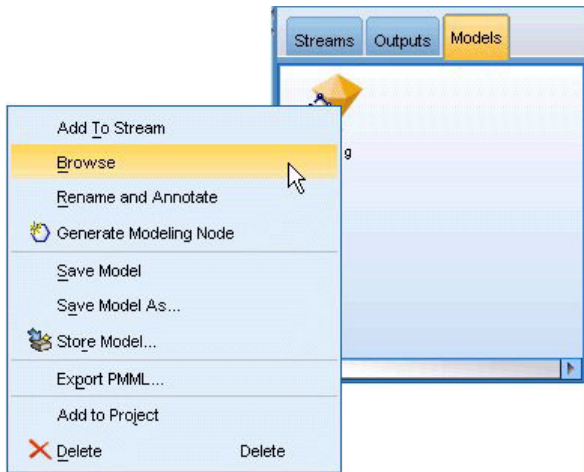 Streams Outputs Models
g
Add To Stream
Browse
Rename and Annotate
Generate Modeling Node
Save Model
Save Model As...
Store Model...
Export PMML...
Add to Project
Delete Delete